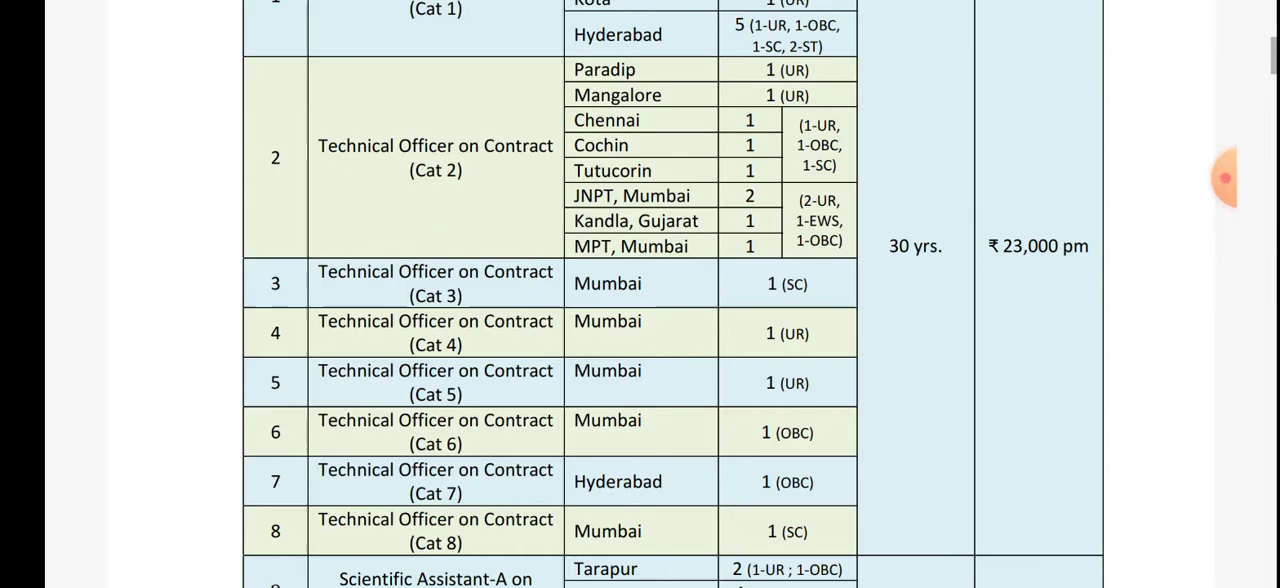 (Cat 1)
Kota 1 (UR)
Hyderabad 5 (1-UR, 1-OBC,
1-SC, 2-ST)
2 Technical Officer on Contract
(Cat 2)
Paradip 1 (UR)
Mangalore 1 (UR)
Chennai 1
Cochin 1
Tutucorin 1
(1-UR,
1-OBC,
1-SC)
JNPT, Mumbai 2
Kandla, Gujarat 1
MPT, Mumbai 1
(2-UR,
1-EWS,
1-OBC)
30 yrs. ₹ 23,000 pm
3 Technical Officer on Contract
(Cat 3)
Mumbai 1 (SC)
4 Technical Officer on Contract
(Cat 4)
Mumbai 1 (UR)
5 Technical Officer on Contract
(Cat 5)
Mumbai 1 (UR)
6 Technical Officer on Contract
(Cat 6)
Mumbai 1 (OBC)
7 Technical Officer on Contract
(Cat 7)
Hyderabad 1 (OBC)
8 Technical Officer on Contract
(Cat 8)
Mumbai 1 (SC)
Scientific Assistant-A on
Tarapur 2 (1-UR ; 1-OBC)